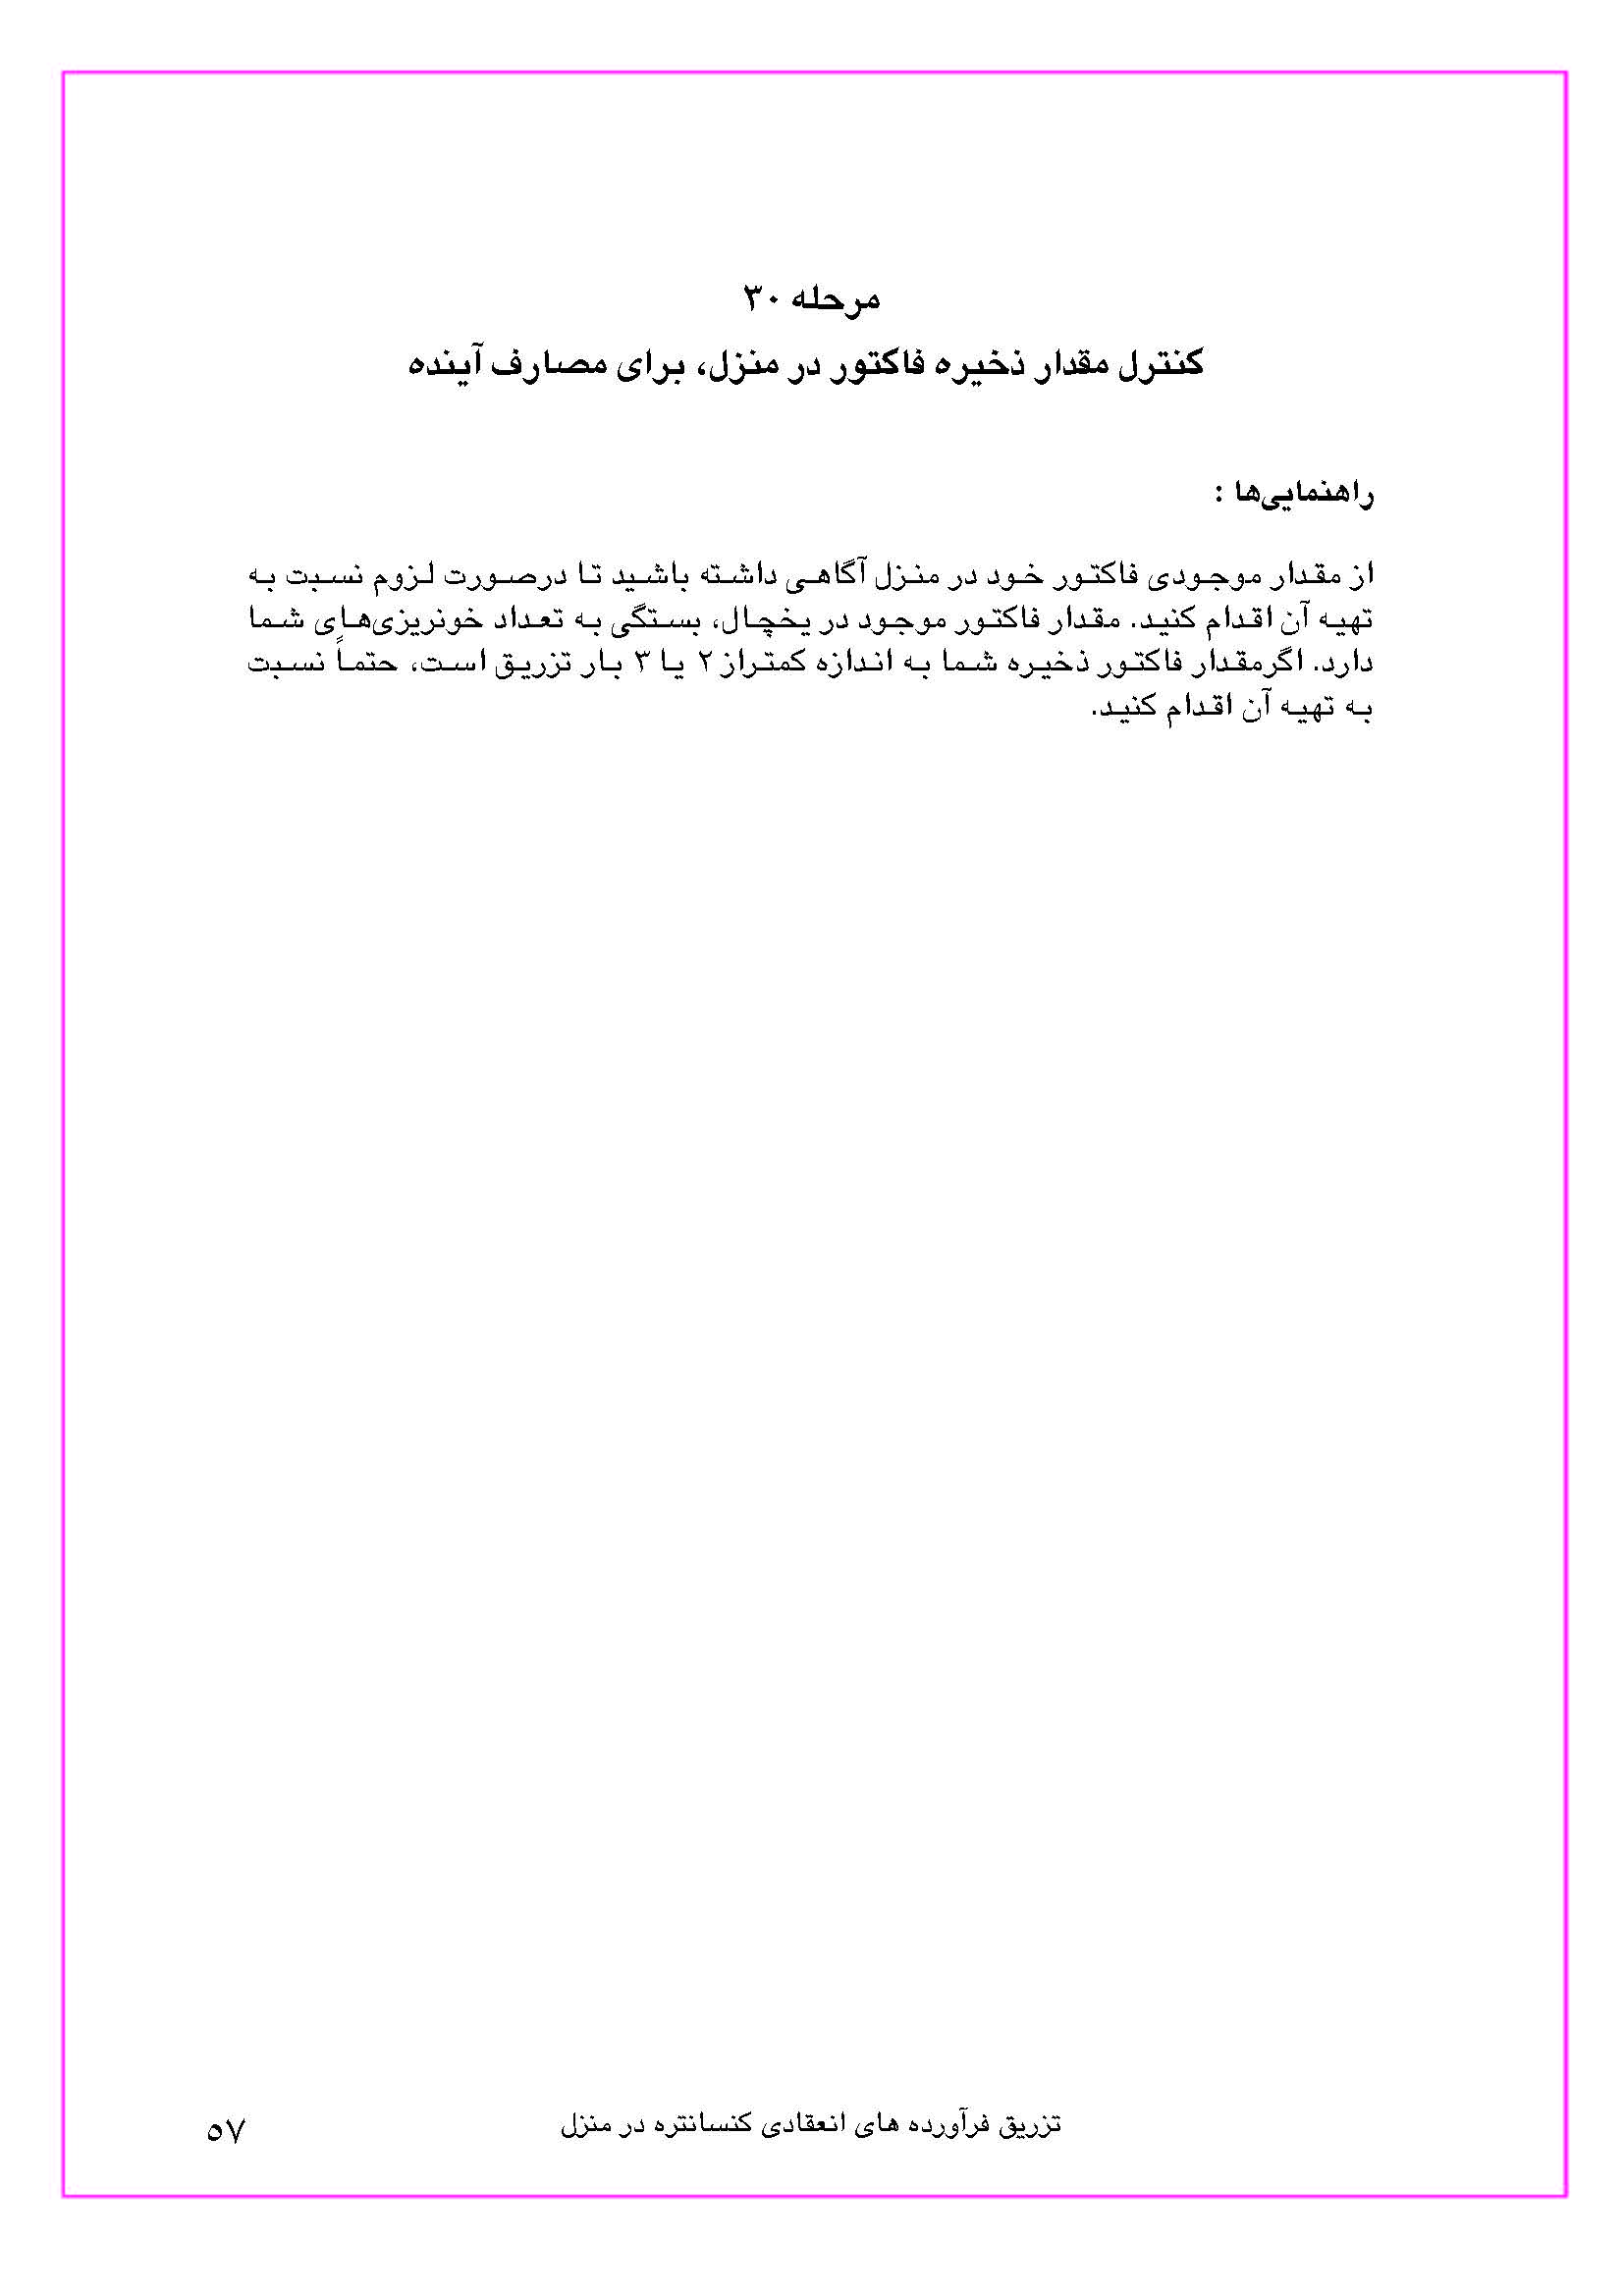 مرحله ۳۰
کنترل مقدار ذخیره فاکتور در منزل، برای مصارف آینده
راهنمایی‌ها :
از مقدار موجودی فاکتور خود در منزل آگاهی داشته باشید تا درصورت لزوم نسبت به
تهیه آن اقدام کنید. مقدار فاکتور موجود در یخچال، بستگی به تعداد خونریزی‌های شما
دارد. اگرمقدار فاکتور ذخیره شما به اندازه کمتراز ۲ یا ۳ بار تزریق است، حتماً نسبت
به تهیه آن اقدام کنید.
تزریق فرآورده های انعقادی کنسانتره در منزل
۵۷